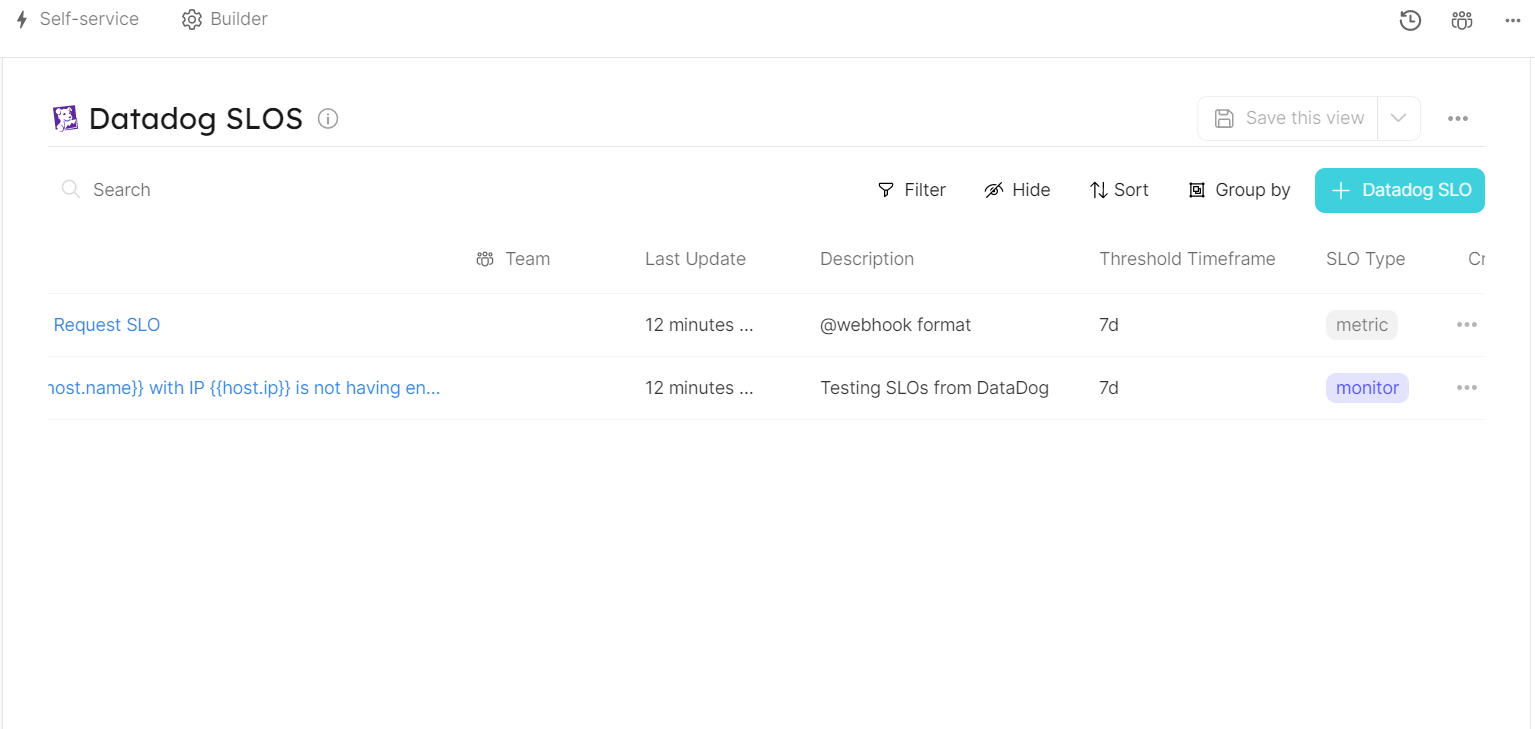 Self-service Builder
Datadog SLOS
Save this view
Search Filter Hide Sort Group by + Datadog SLO
Team Last Update Description Threshold Timeframe SLO Type
Request SLO 12 minutes ... @webhook format 7d metric
host.name}} with IP {{host.ip}} is not having en... 12 minutes ... Testing SLOs from DataDog 7d monitor